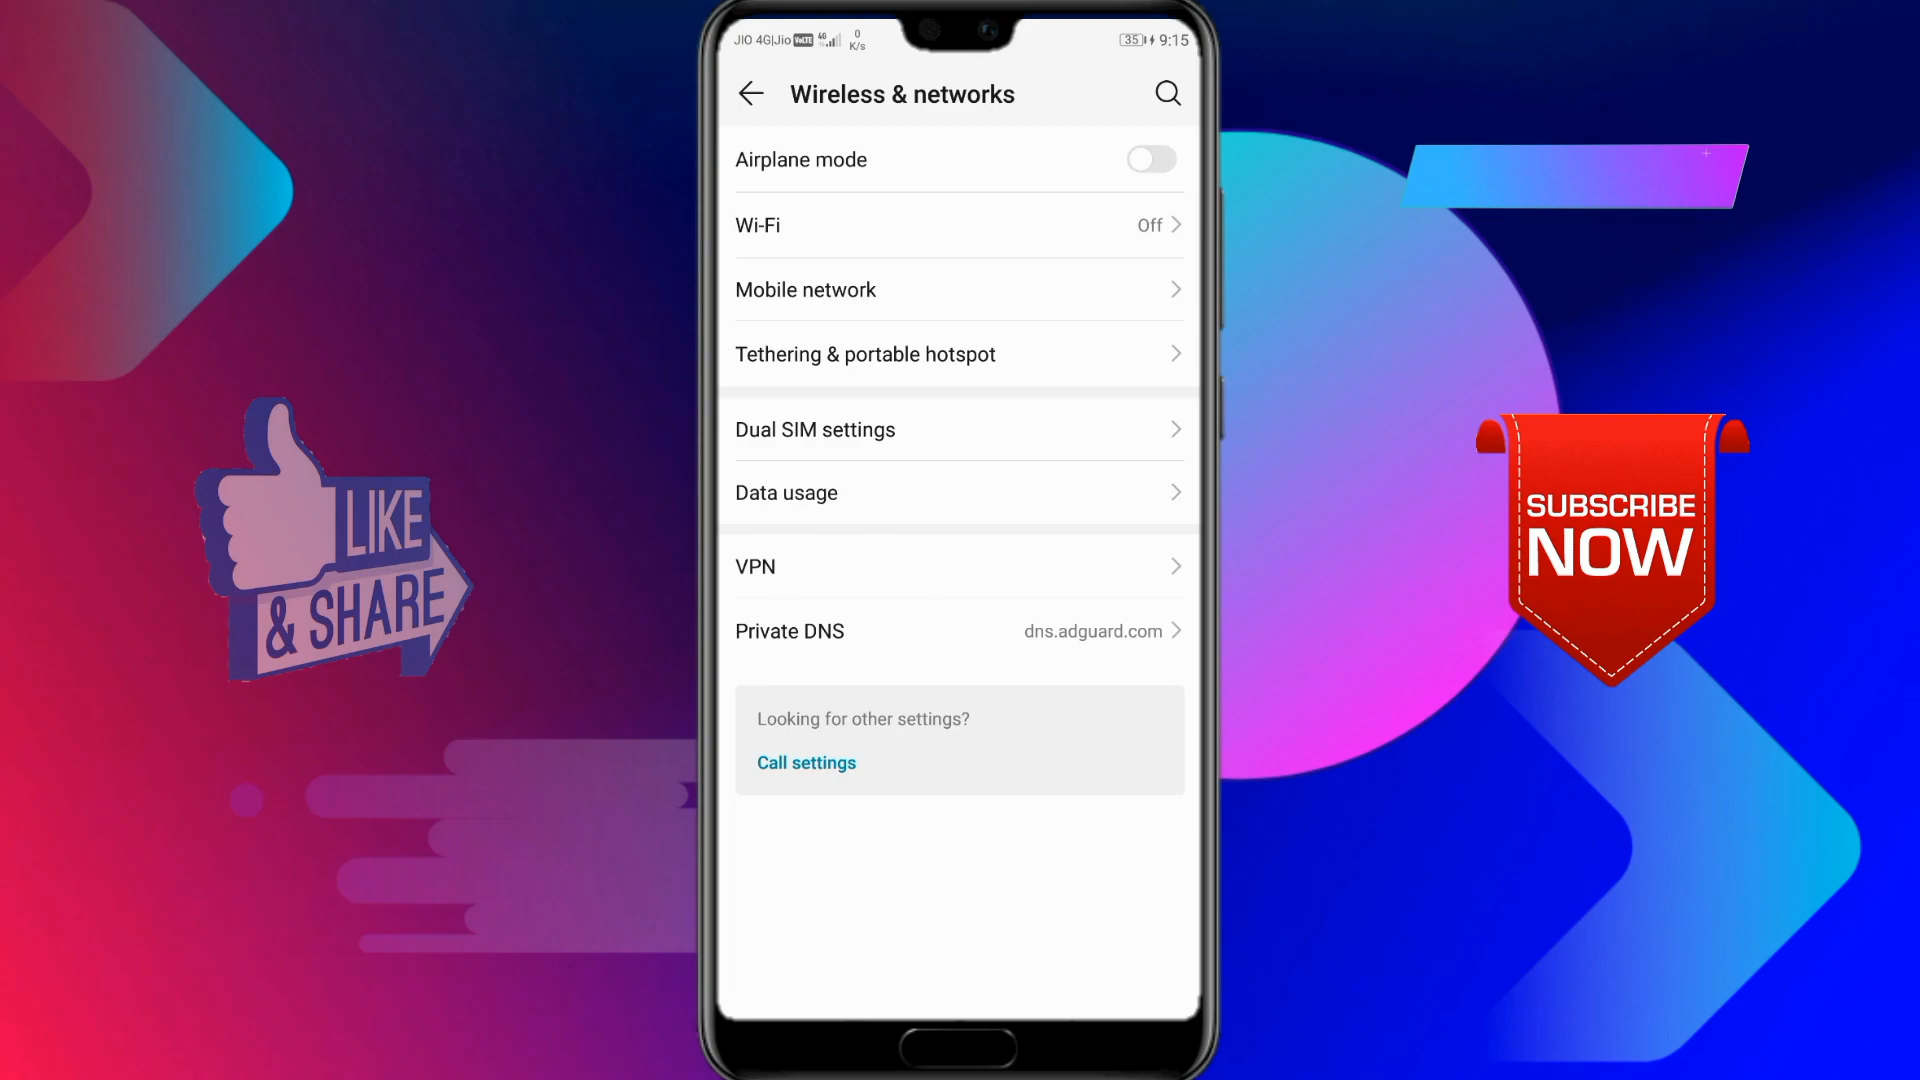 JIO 4G|Jio VoLTE 4G 0 K/s 35 9:15
Wireless & networks
Airplane mode
Wi-Fi Off
Mobile network
Tethering & portable hotspot
Dual SIM settings
Data usage
VPN
Private DNS dns.adguard.com
Looking for other settings?
Call settings
LIKE
& SHARE
SUBSCRIBE
NOW